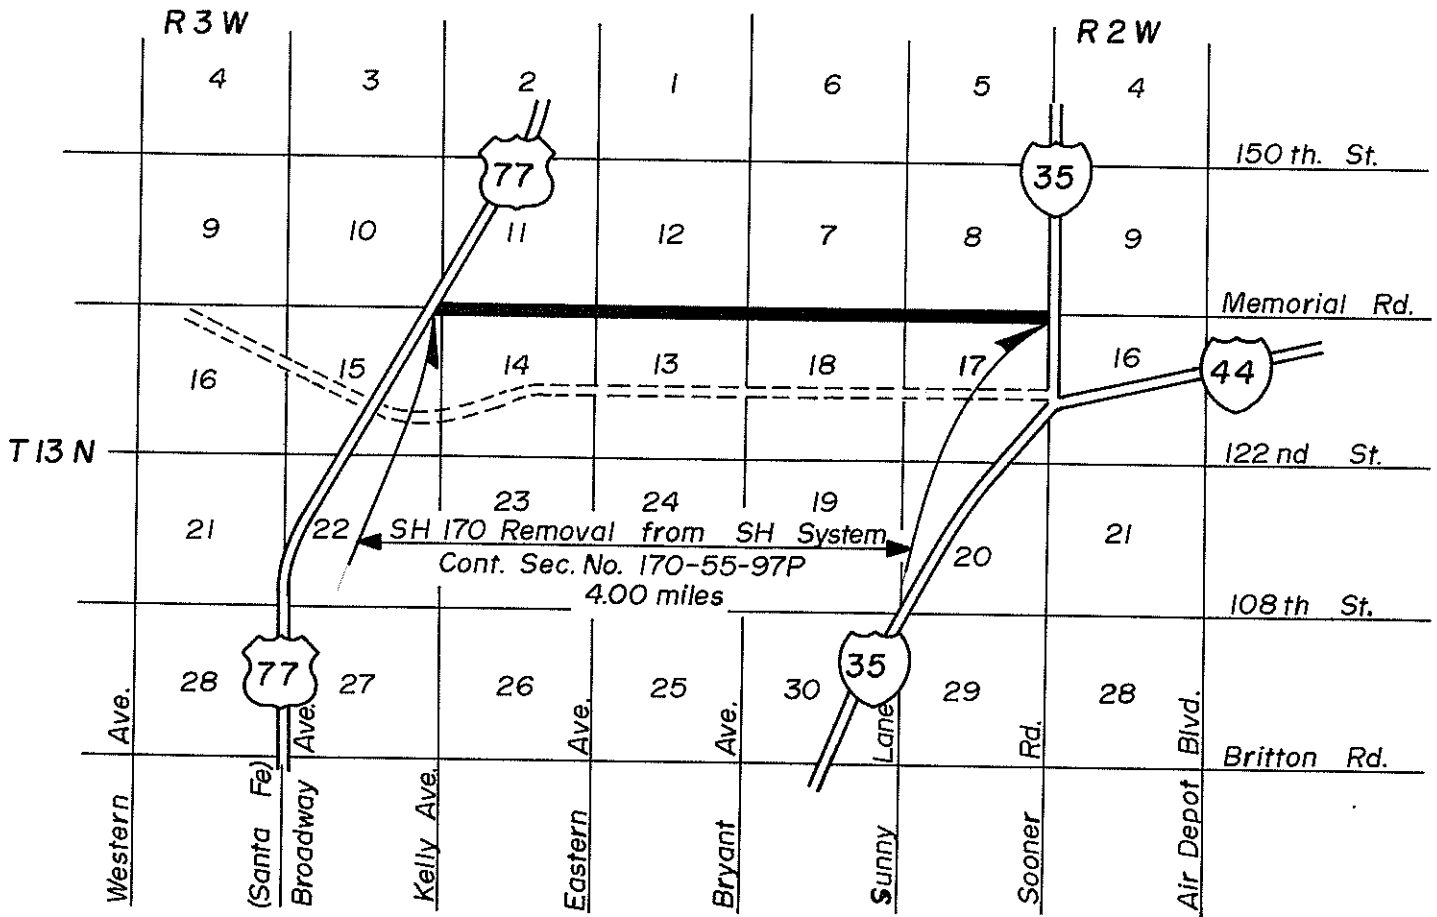 R 3 W R 2 W
4 3 2 1 6 5 4
150 th. St.
77 35
9 10 11 12 7 8 9
Memorial Rd.
16 15 14 13 18 17 16
44
T 13 N
122 nd St.
21 22 23 24 19 20 21
SH 170 Removal from SH System
Cont. Sec. No. 170-55-97P
4.00 miles
108 th St.
77 35
28 27 26 25 30 29 28
Britton Rd.
Western Ave.
(Santa Fe)
Broadway Ave.
Kelly Ave.
Eastern Ave.
Bryant Ave.
Sunny Lane
Sooner Rd.
Air Depot Blvd.